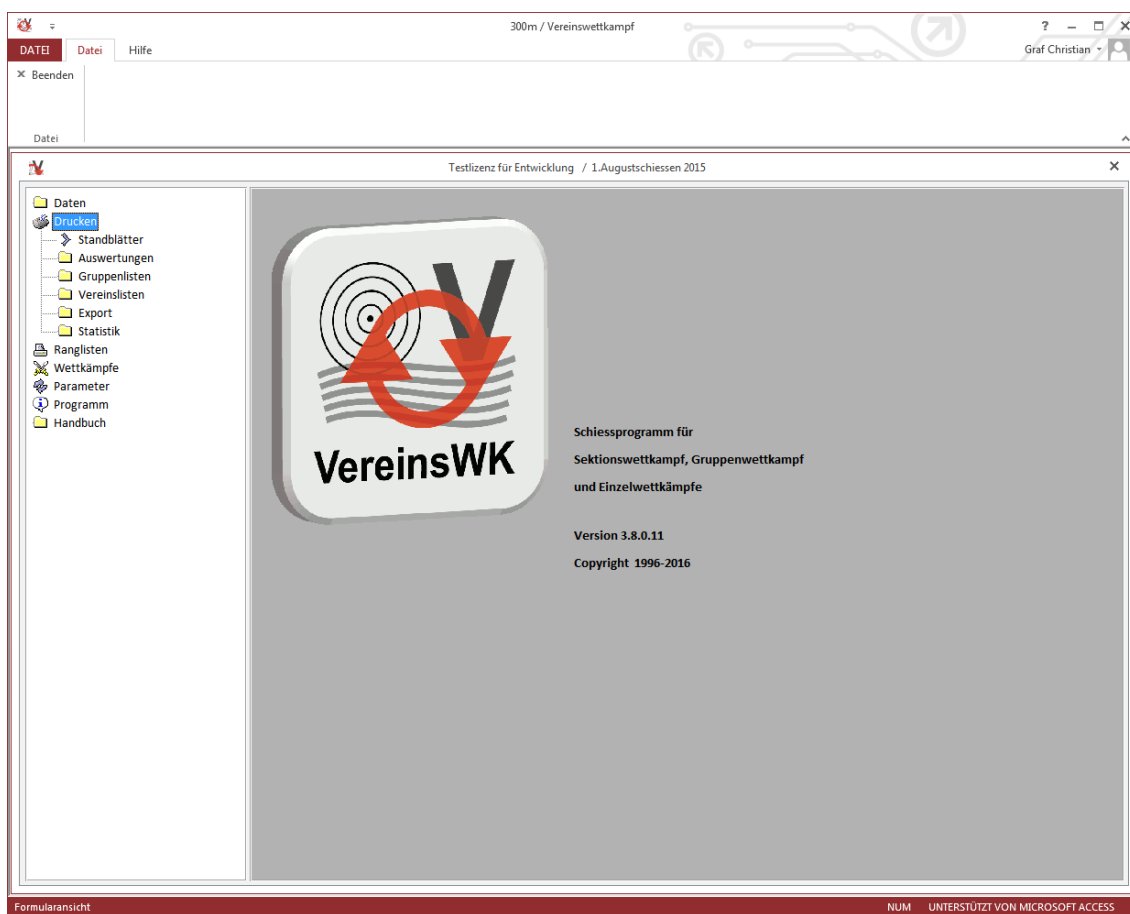 300m / Vereinswettkampf
?
DATEI Datei Hilfe
Graf Christian
Beenden
Datei
Testlizenz für Entwicklung / 1.Augustschiessen 2015
Daten
Drucken
Standblätter
Auswertungen
Gruppenlisten
Vereinslisten
Export
Statistik
Ranglisten
Wettkämpfe
Parameter
Programm
Handbuch
V
VereinsWK
Schiessprogramm für
Sektionswettkampf, Gruppenwettkampf
und Einzelwettkämpfe
Version 3.8.0.11
Copyright 1996-2016
Formularansicht
NUM UNTERSTÜTZT VON MICROSOFT ACCESS